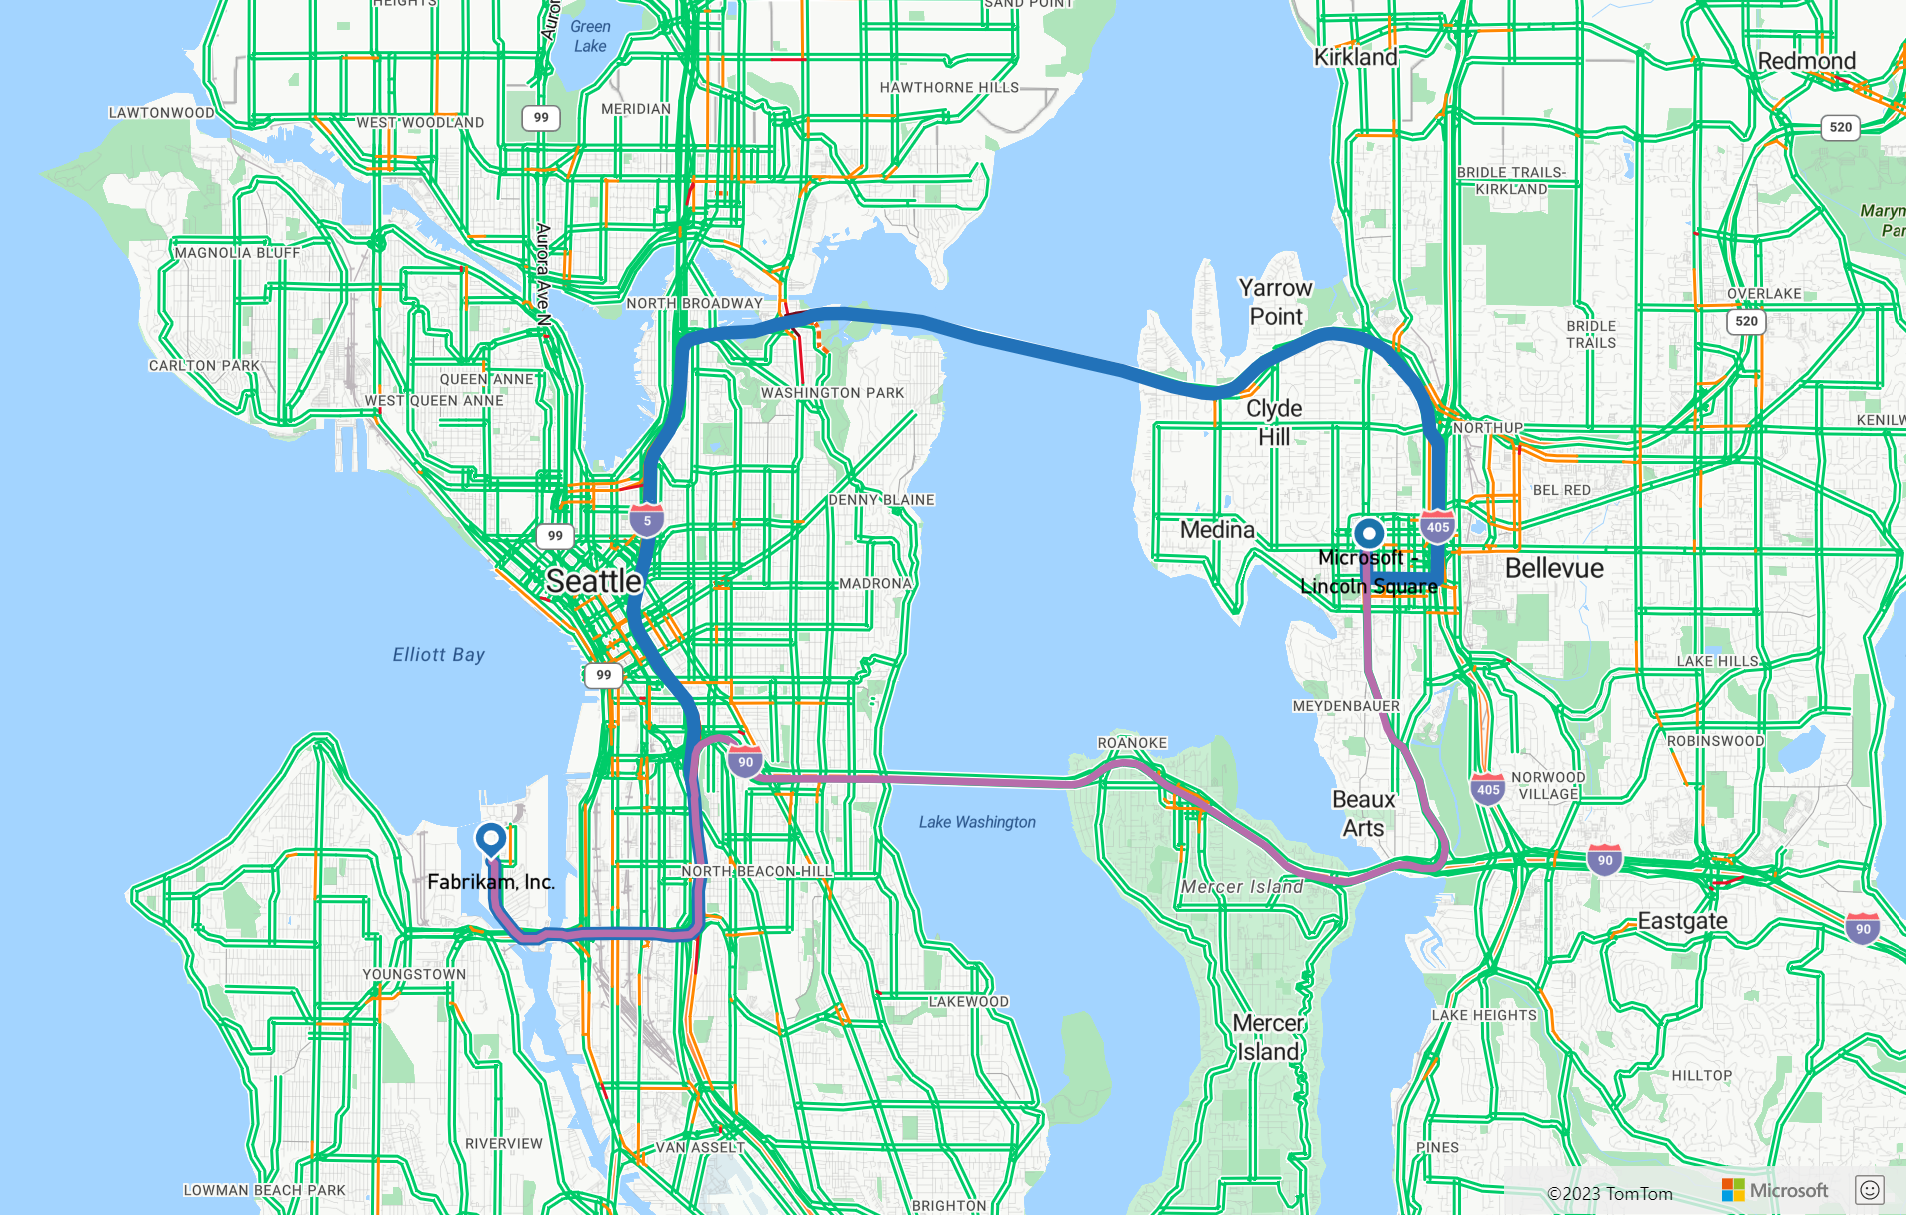 HEIGHTS
Auror
Green
Lake
SAND POINT
Kirkland
Redmond
HAWTHORNE HILLS
LAWTONWOOD
MERIDIAN
99
WEST WOODLAND
520
BRIDLE TRAILS-
KIRKLAND
Marym
Par
MAGNOLIA BLUFF
Aurora Ave N
NORTH BROADWAY
Yarrow
Point
OVERLAKE
520
BRIDLE
TRAILS
CARLTON PARK
QUEEN ANNE
WEST QUEEN ANNE
WASHINGTON PARK
Clyde
Hill
NORTHUP
KENILW
DENNY BLAINE
BEL RED
5
99
Medina
405
Microsoft -
Lincoln Square
Bellevue
Seattle
MADRONA
Elliott Bay
99
LAKE HILLS
MEYDENBAUER
ROANOKE
ROBINSWOOD
90
NORWOOD
VILLAGE
405
Beaux
Arts
Lake Washington
90
NORTH BEACON HILL
Fabrikam, Inc.
Mercer Island
Eastgate
90
YOUNGSTOWN
LAKEWOOD
LAKE HEIGHTS
Mercer
Island
HILLTOP
RIVERVIEW
VAN ASSELT
PINES
LOWMAN BEACH PARK
BRIGHTON
©2023 TomTom
Microsoft